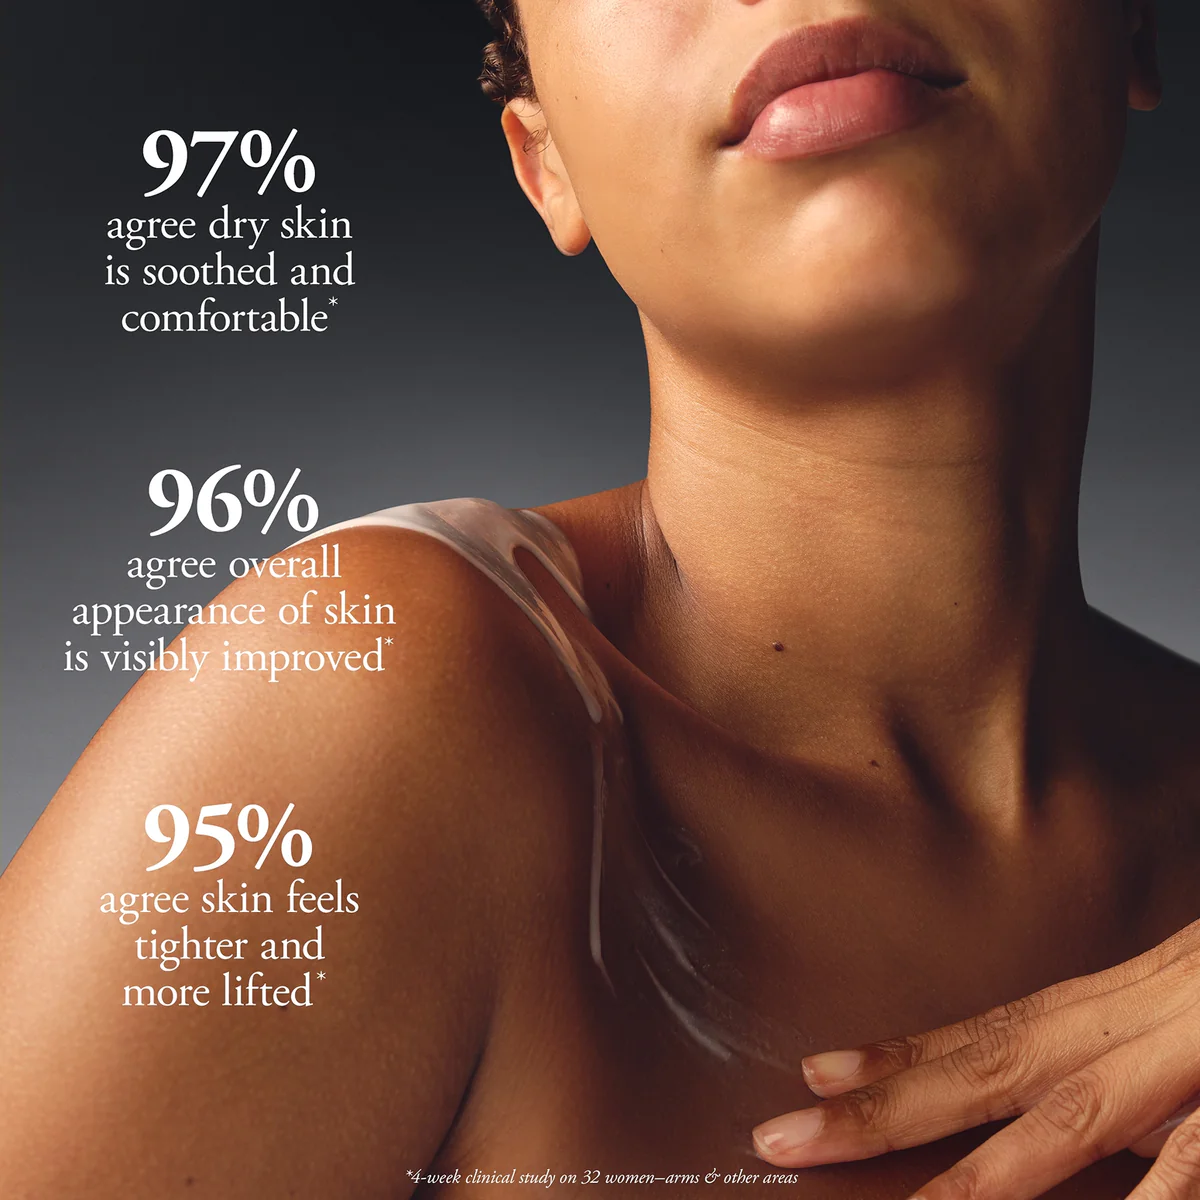 97%
agree dry skin
is soothed and
comfortable*
96%
agree overall
appearance of skin
is visibly improved*
95%
agree skin feels
tighter and
more lifted*
*4-week clinical study on 32 women–arms & other areas